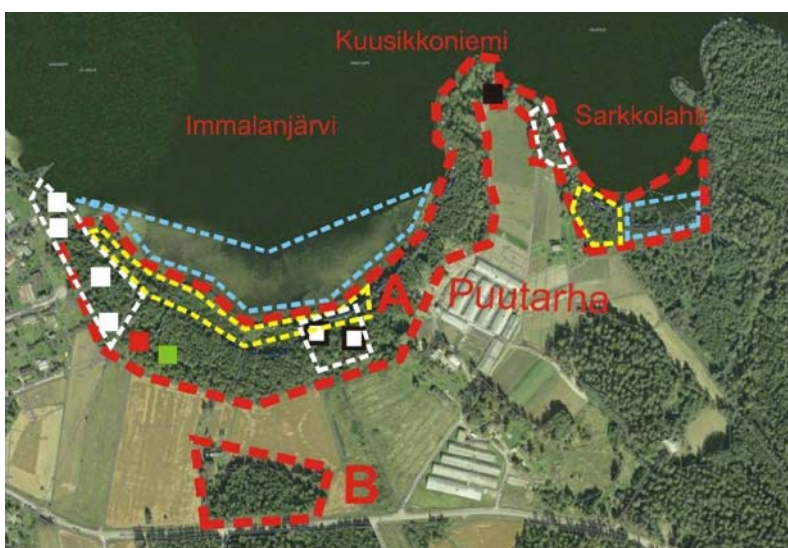 Kuusikkoniemi
Immalanjärvi
Sarkkolahti
A
Puutarha
B